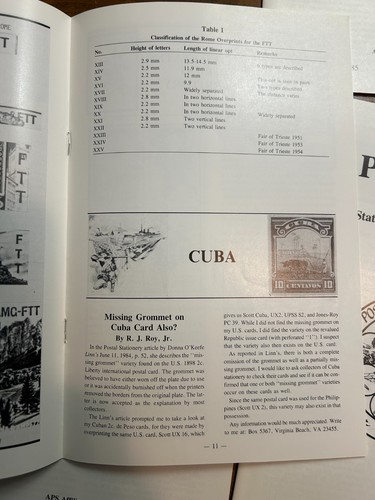 Table 1
Classification of the Rome Overprints for the FTT
No. Height of letters Length of linear opt Remarks
XIII 2.9 mm 13.5-14.5 mm
XIV 2.5 mm 11.9 mm
XV 2.2 mm 12 mm
XVI 2.2 mm 9.9
XVII 2.2 mm Widely separated
XVIII 2.8 mm In two horizontal lines
XIX 2.2 mm In two horizontal lines
XX 2.2 mm In two horizontal lines Widely separated
XXI 2.8 mm Two vertical lines
XXII 2.2 mm Two vertical lines
XXIII Fair of Trieste 1951
XXIV Fair of Trieste 1953
XXV Fair of Trieste 1954
CUBA
CUBA
10 CENTAVOS 10
Missing Grommet on
Cuba Card Also?
By R. J. Roy, Jr.
In the Postal Stationery article by Donna O'Keefe
Linn's June 11, 1984, p. 52, she describes the "mis-
sing grommet" variety found on the U.S. 1898 2c.
Liberty international postal card. The grommet was
believed to have either worn off the plate due to use
or it was accidentally burnished off when the printers
removed the borders from the original plate. The lat-
ter is now accepted as the explanation by most
collectors.
The Linn's article prompted me to take a look at
my Cuban 2c. de Peso cards, for they were made by
overprinting the same U.S. card, Scott UX 16, which
gives us Scott Cuba, UX2, UPSS S2, and Jones-Roy
PC 39. While I did not find the missing grommet on
my U.S. cards, I did find the variety on the revalued
Republic issue card (with perforated "1"). I suspect
that the variety also exists on the U.S. card.
As reported in Linn's, there is both a complete
omission of the grommet as well as a partially mis-
sing grommet. I would like to ask collectors of Cuban
stationery to check their cards and see if it can be con-
firmed that one or both "missing grommet" varieties
occur on these cards as well.
Since the same postal card was used for the Philip-
pines (Scott UX 2), this variety may also exist in that
possession.
Any information would be much appreciated. Write
to me at: Box 5367, Virginia Beach, VA 23455.
— 11 —
FTT
AMG-FTT